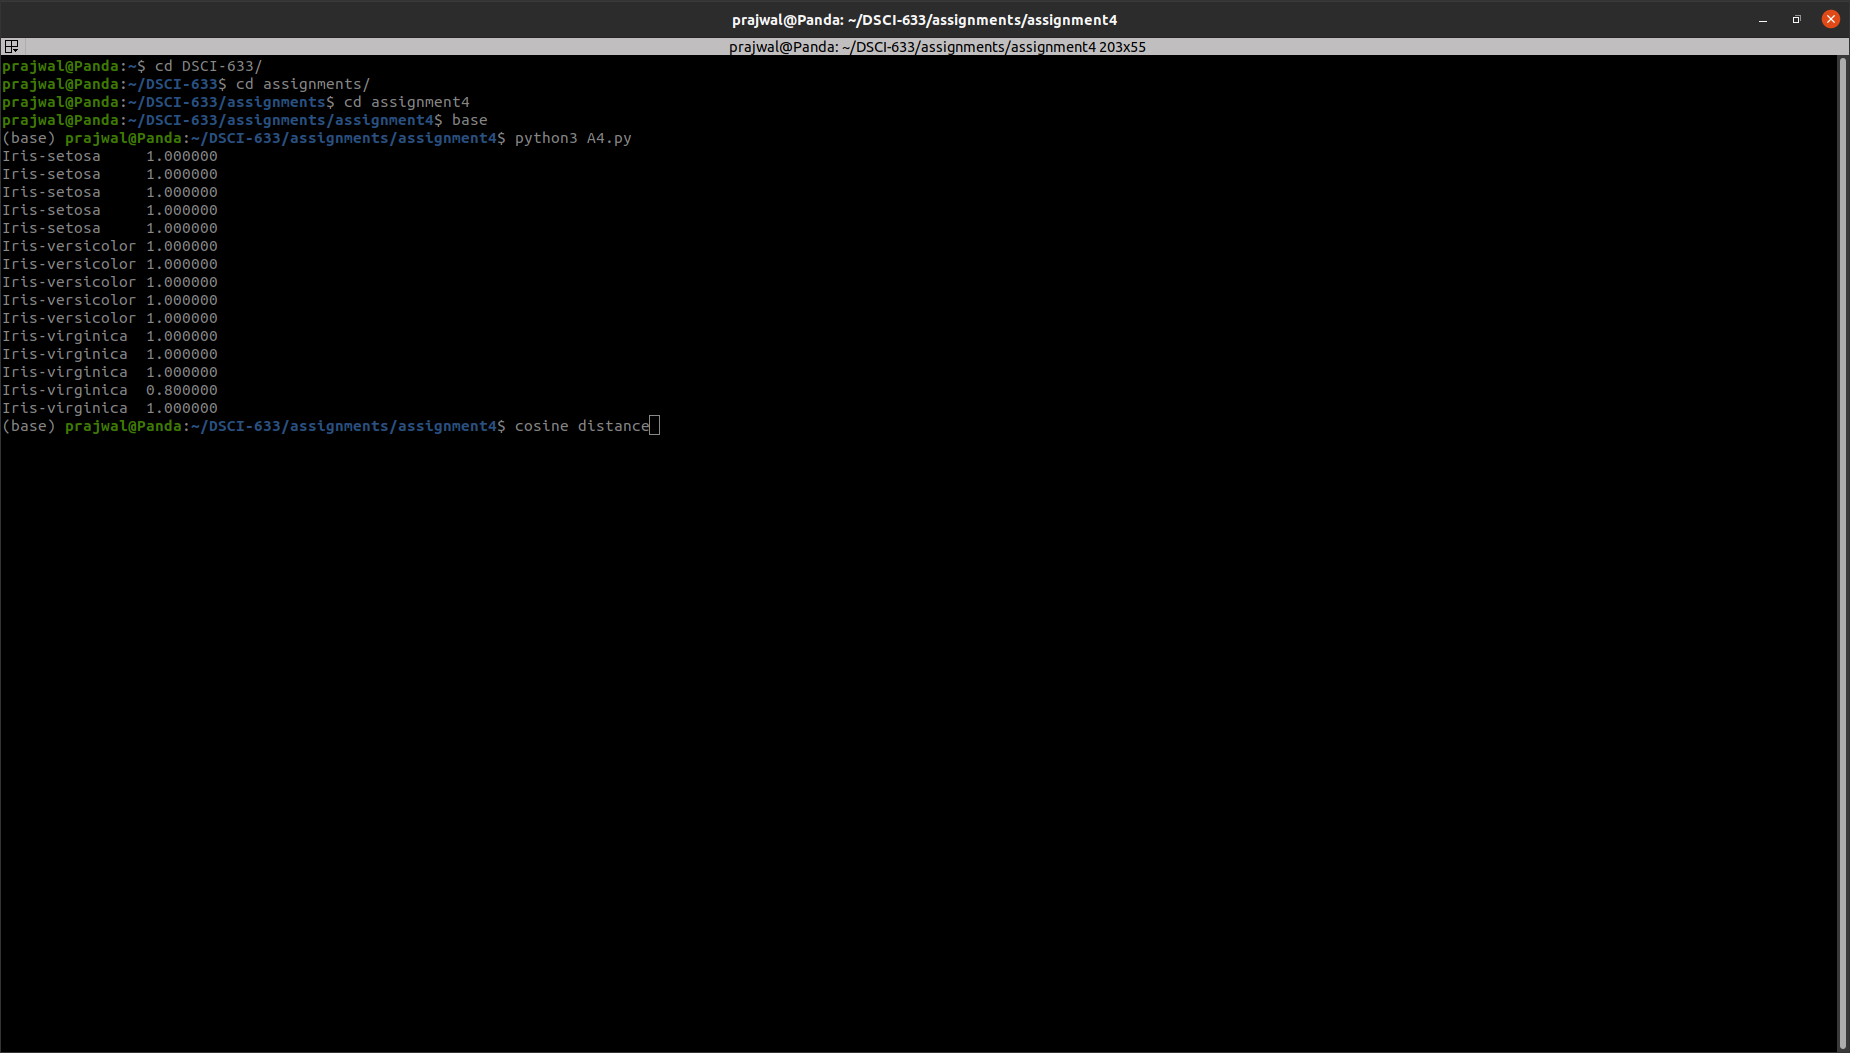 prajwal@Panda: ~/DSCI-633/assignments/assignment4
prajwal@Panda: ~/DSCI-633/assignments/assignment4 203x55
prajwal@Panda:~$ cd DSCI-633/
prajwal@Panda:~/DSCI-633$ cd assignments/
prajwal@Panda:~/DSCI-633/assignments$ cd assignment4
prajwal@Panda:~/DSCI-633/assignments/assignment4$ base
(base) prajwal@Panda:~/DSCI-633/assignments/assignment4$ python3 A4.py
Iris-setosa     1.000000
Iris-setosa     1.000000
Iris-setosa     1.000000
Iris-setosa     1.000000
Iris-setosa     1.000000
Iris-versicolor 1.000000
Iris-versicolor 1.000000
Iris-versicolor 1.000000
Iris-versicolor 1.000000
Iris-versicolor 1.000000
Iris-virginica  1.000000
Iris-virginica  1.000000
Iris-virginica  1.000000
Iris-virginica  0.800000
Iris-virginica  1.000000
(base) prajwal@Panda:~/DSCI-633/assignments/assignment4$ cosine distance